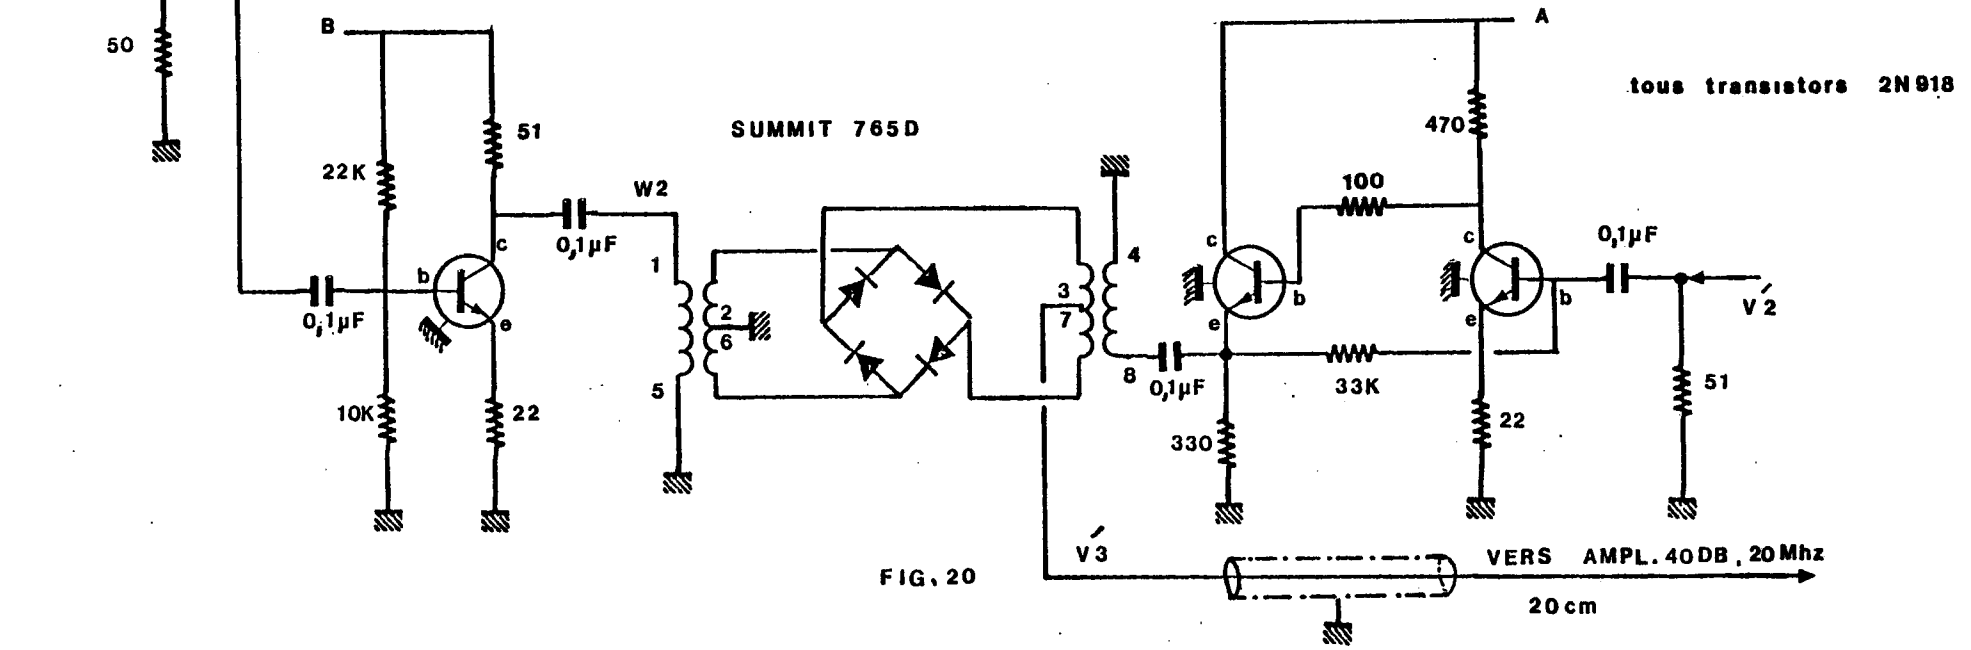 50
B
A
tous transistors 2N918
51
SUMMIT 765D
470
22K
W2
100
c
0,1µF
4
c
c
0,1µF
b
1
3
b
b
V́2
0,1µF
e
2
7
e
e
6
8
0,1µF
33K
51
5
10K
22
330
22
V́3
VERS AMPL. 40DB, 20Mhz
FIG, 20
20cm